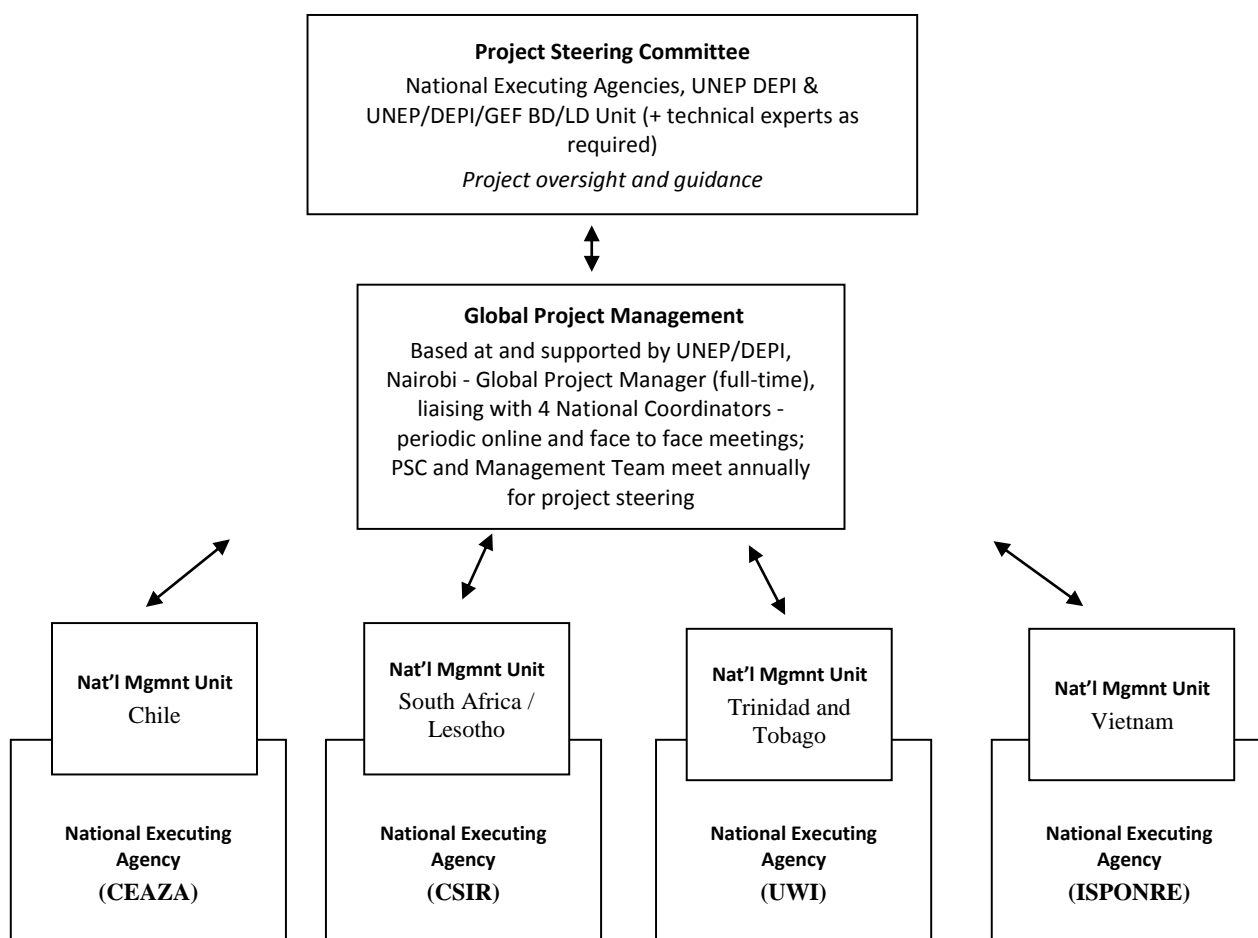 Project Steering Committee
National Executing Agencies, UNEP DEPI &
UNEP/DEPI/GEF BD/LD Unit (+ technical experts as
required)
Project oversight and guidance
Global Project Management
Based at and supported by UNEP/DEPI,
Nairobi - Global Project Manager (full-time),
liaising with 4 National Coordinators -
periodic online and face to face meetings;
PSC and Management Team meet annually
for project steering
Nat'l Mgmnt Unit
Chile
National Executing
Agency
(CEAZA)
Nat'l Mgmnt Unit
South Africa /
Lesotho
National Executing
Agency
(CSIR)
Nat'l Mgmnt Unit
Trinidad and
Tobago
National Executing
Agency
(UWI)
Nat'l Mgmnt Unit
Vietnam
National Executing
Agency
(ISPONRE)